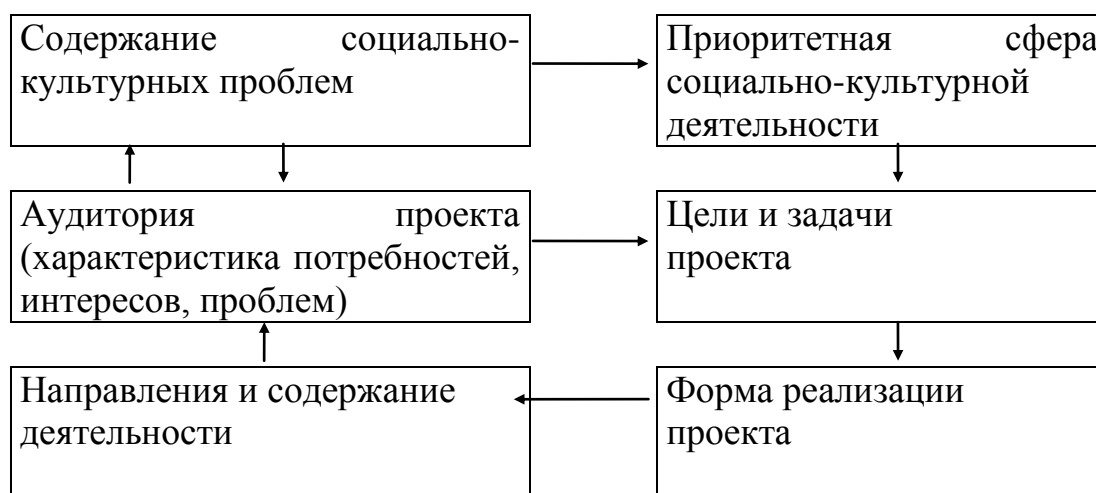 Содержание социально-
культурных проблем
Приоритетная сфера
социально-культурной
деятельности
Аудитория проекта
(характеристика потребностей,
интересов, проблем)
Цели и задачи
проекта
Направления и содержание
деятельности
Форма реализации
проекта